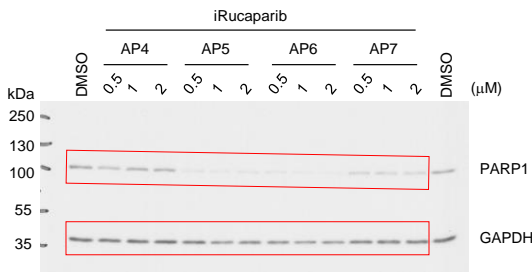 iRucaparib
AP4 AP5 AP6 AP7
DMSO 0.5 1 2 0.5 1 2 0.5 1 2 0.5 1 2 DMSO (μM)
kDa
250
130
100 PARP1
55
35 GAPDH